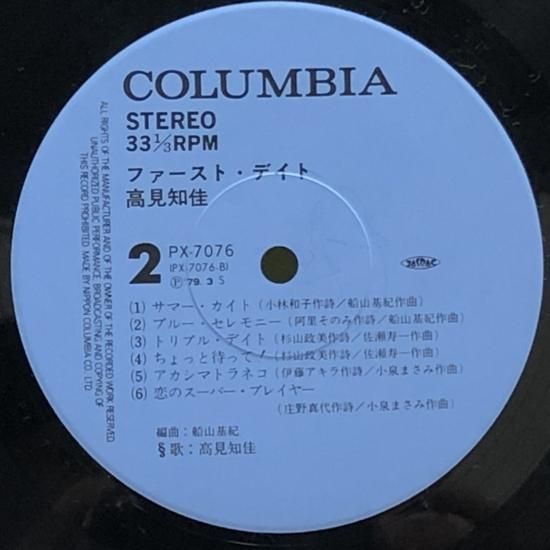 COLUMBIA
STEREO
33⅓RPM
ファースト・デイト
高見知佳
2
PX-7076
(PX-7076-B)
Ⓟ 79. 3 S
JASRAC
(1) サマー・カイト(小林和子作詩/船山基紀作曲)
(2) ブルー・セレモニー(阿里そのみ作詩/船山基紀作曲)
(3) トリプル・デイト(杉山政美作詩/佐瀬寿一作曲)
(4) ちょっと待って!(杉山政美作詩/佐瀬寿一作曲)
(5) アカシマトラネコ(伊藤アキラ作詩/小泉まさみ作曲)
(6) 恋のスーパー・プレイヤー
(庄野真代作詩/小泉まさみ作曲)
編曲:船山基紀
§歌:高見知佳
ALL RIGHTS OF THE MANUFACTURER AND OF THE OWNER OF THE RECORDED WORK RESERVED
UNAUTHORIZED PUBLIC PERFORMANCE, BROADCASTING AND COPYING OF
THIS RECORD PROHIBITED MADE BY NIPPON COLUMBIA CO. LTD.